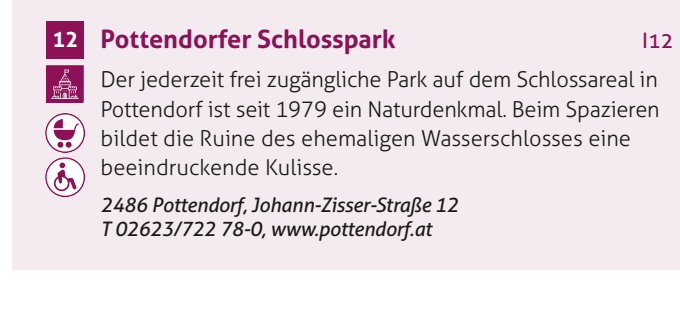 12 Pottendorfer Schlosspark I12
Der jederzeit frei zugängliche Park auf dem Schlossareal in
Pottendorf ist seit 1979 ein Naturdenkmal. Beim Spazieren
bildet die Ruine des ehemaligen Wasserschlosses eine
beeindruckende Kulisse.
2486 Pottendorf, Johann-Zisser-Straße 12
T 02623/722 78-0, www.pottendorf.at